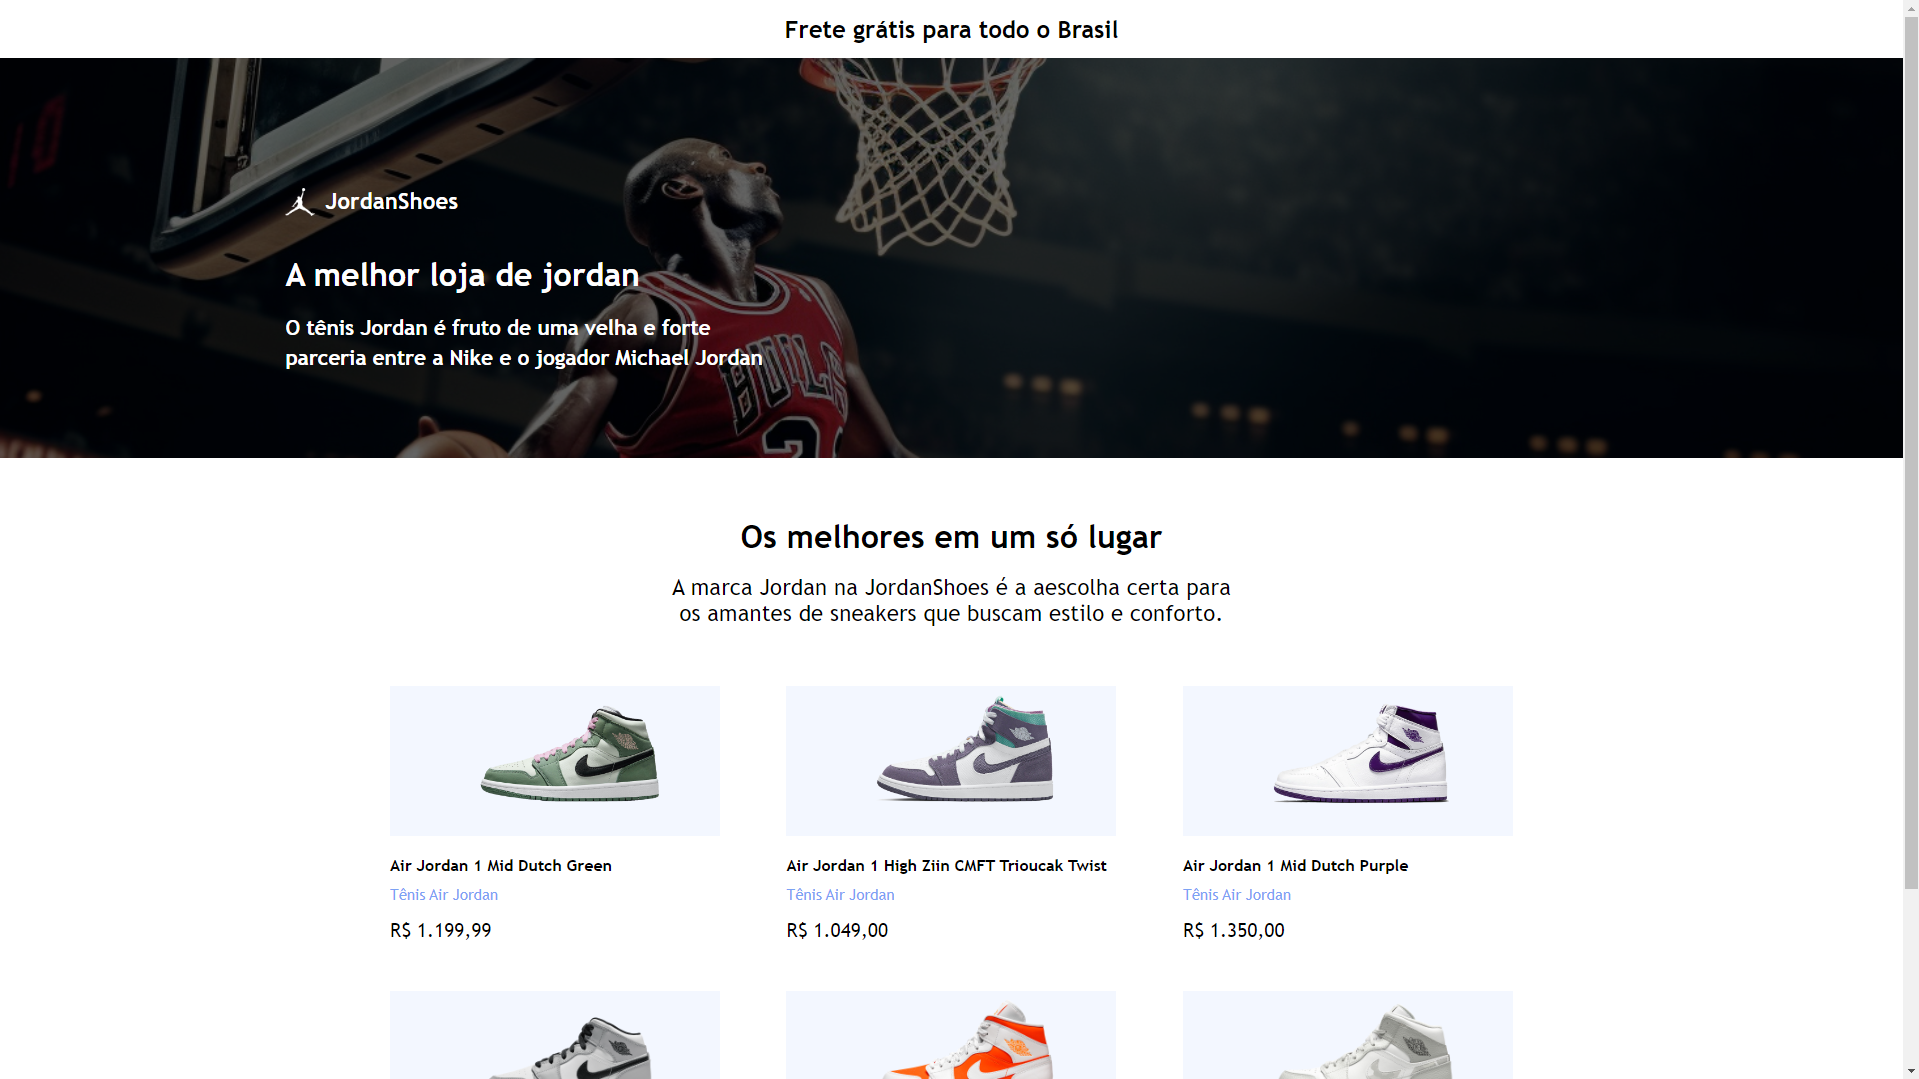 Frete grátis para todo o Brasil
JordanShoes
A melhor loja de jordan
O tênis Jordan é fruto de uma velha e forte
parceria entre a Nike e o jogador Michael Jordan
BULLS
Os melhores em um só lugar
A marca Jordan na JordanShoes é a aescolha certa para
os amantes de sneakers que buscam estilo e conforto.
Air Jordan 1 Mid Dutch Green
Tênis Air Jordan
R$ 1.199,99
Air Jordan 1 High Ziin CMFT Trioucak Twist
Tênis Air Jordan
R$ 1.049,00
Air Jordan 1 Mid Dutch Purple
Tênis Air Jordan
R$ 1.350,00